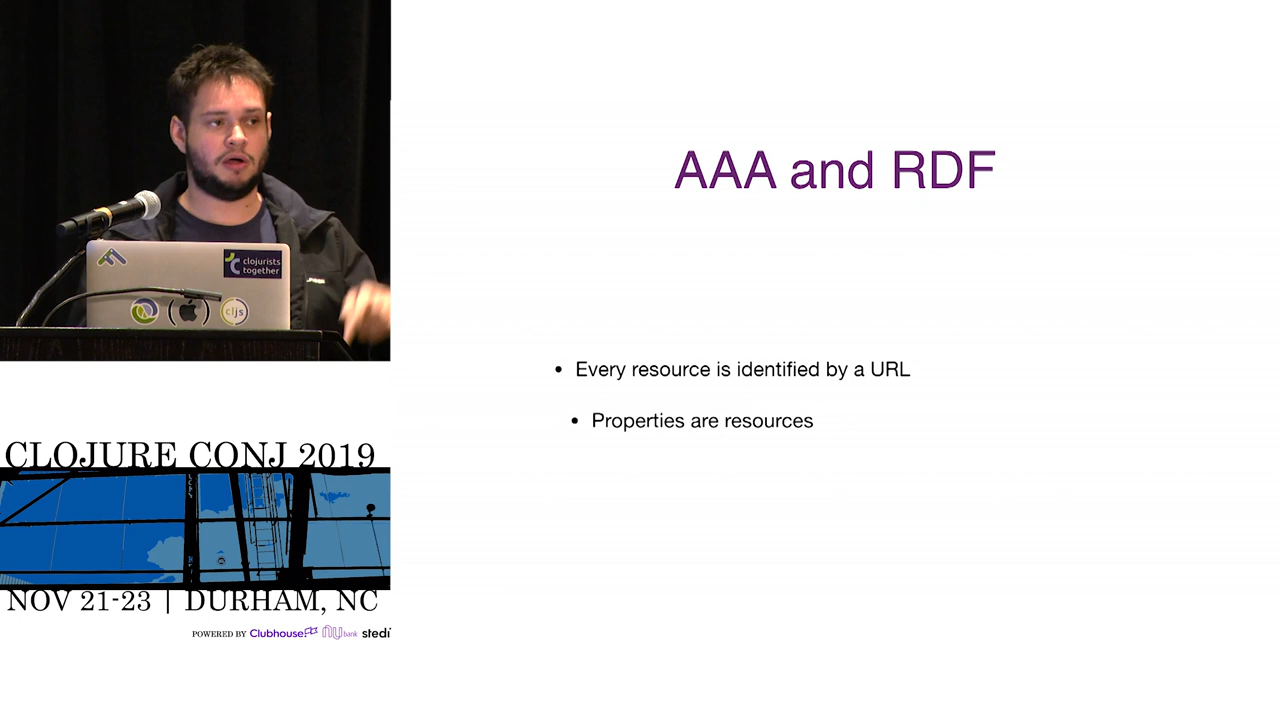 AAA and RDF
• Every resource is identified by a URL
• Properties are resources
clojurists
together
cljs
CLOJURE CONJ 2019
NOV 21-23 | DURHAM, NC
POWERED BY Clubhouse nu bank stedi